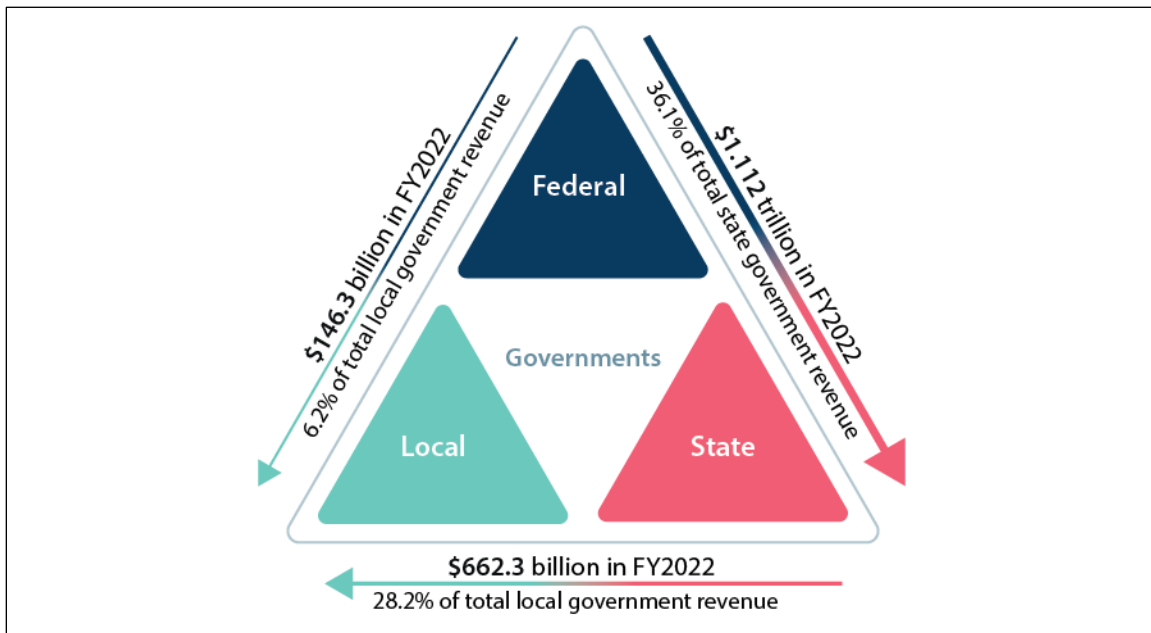 Federal
$146.3 billion in FY2022
6.2% of total local government revenue
$1.112 trillion in FY2022
36.1% of total state government revenue
Governments
Local
State
$662.3 billion in FY2022
28.2% of total local government revenue